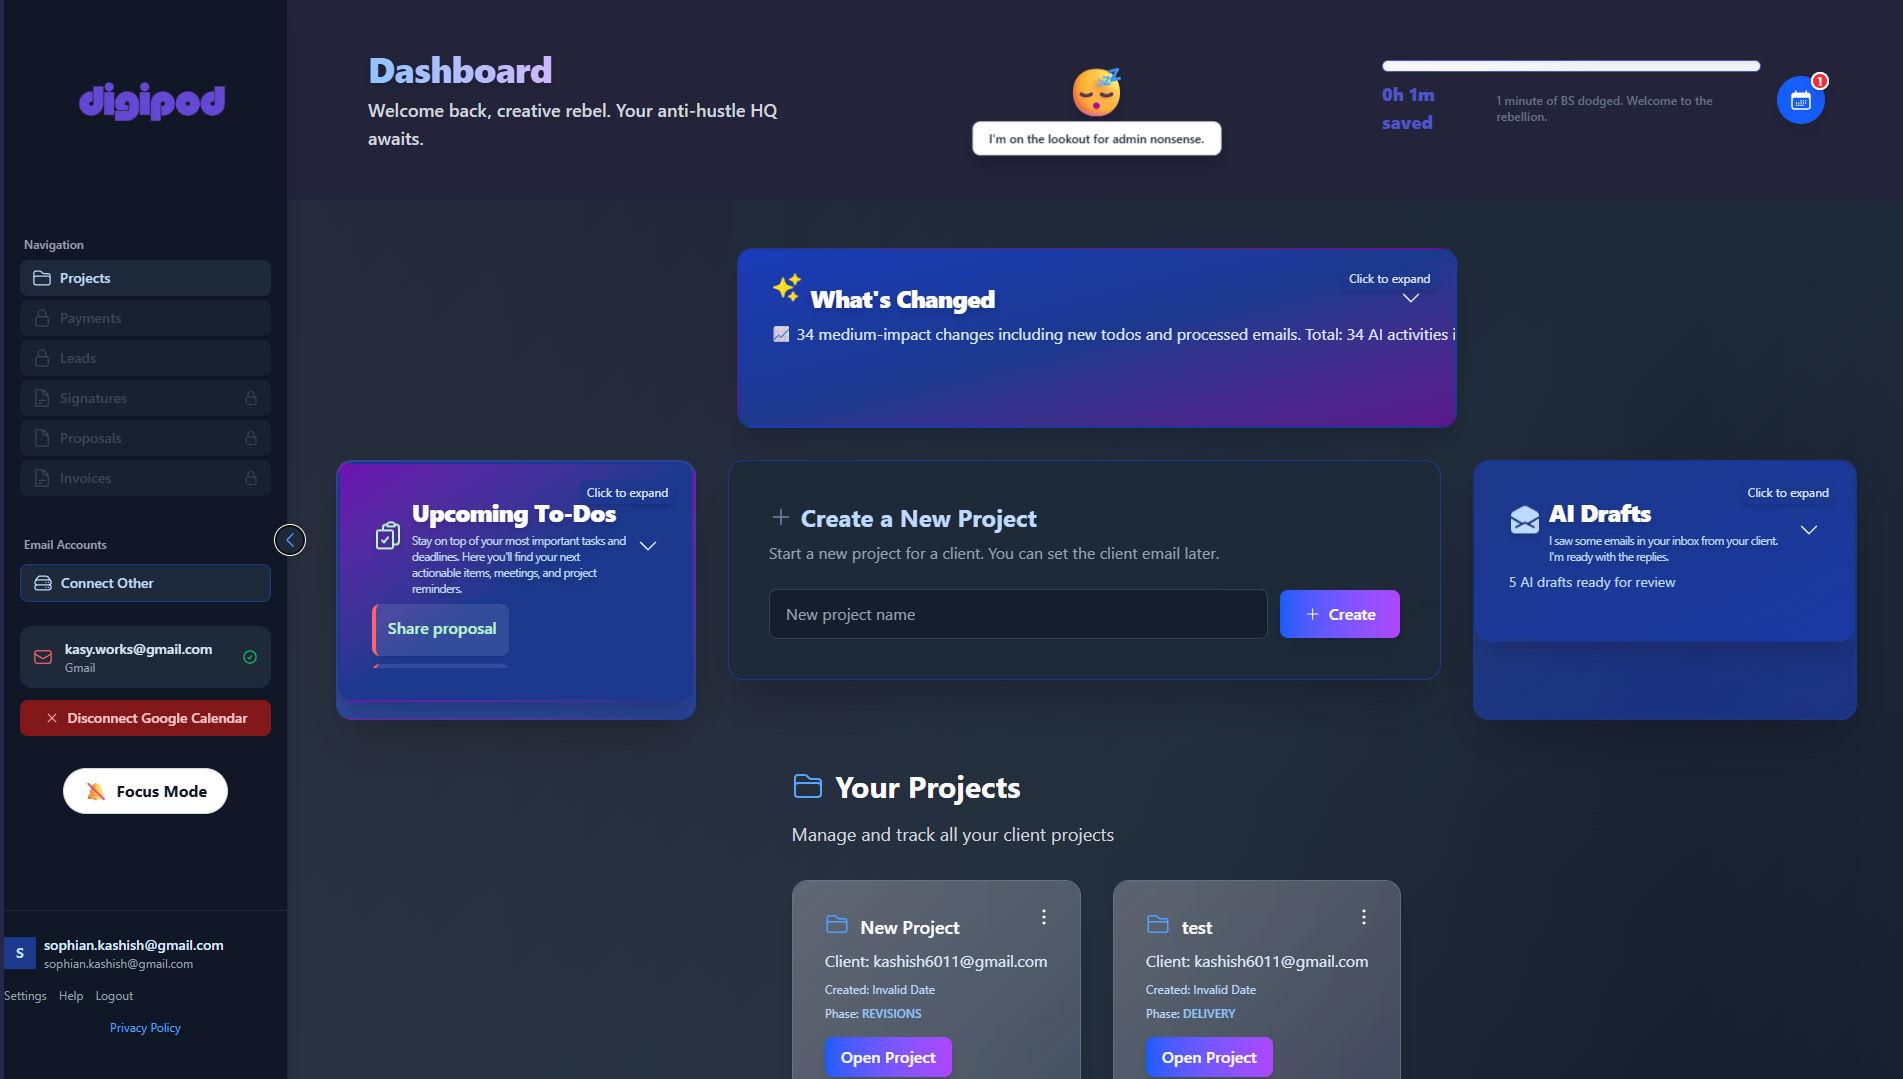 digipod
Navigation
Projects
Payments
Leads
Signatures
Proposals
Invoices
Email Accounts
Connect Other
kasy.works@gmail.com
Gmail
Disconnect Google Calendar
Focus Mode
S
sophian.kashish@gmail.com
sophian.kashish@gmail.com
Settings Help Logout
Privacy Policy
Dashboard
Welcome back, creative rebel. Your anti-hustle HQ
awaits.
I'm on the lookout for admin nonsense.
0h 1m
saved
1 minute of BS dodged. Welcome to the
rebellion.
1
What's Changed
Click to expand
34 medium-impact changes including new todos and processed emails. Total: 34 AI activities i
Click to expand
Upcoming To-Dos
Stay on top of your most important tasks and
deadlines. Here you'll find your next
actionable items, meetings, and project
reminders.
Share proposal
Create a New Project
Start a new project for a client. You can set the client email later.
New project name
Create
Click to expand
AI Drafts
I saw some emails in your inbox from your client.
I'm ready with the replies.
5 AI drafts ready for review
Your Projects
Manage and track all your client projects
New Project
Client: kashish6011@gmail.com
Created: Invalid Date
Phase: REVISIONS
Open Project
test
Client: kashish6011@gmail.com
Created: Invalid Date
Phase: DELIVERY
Open Project